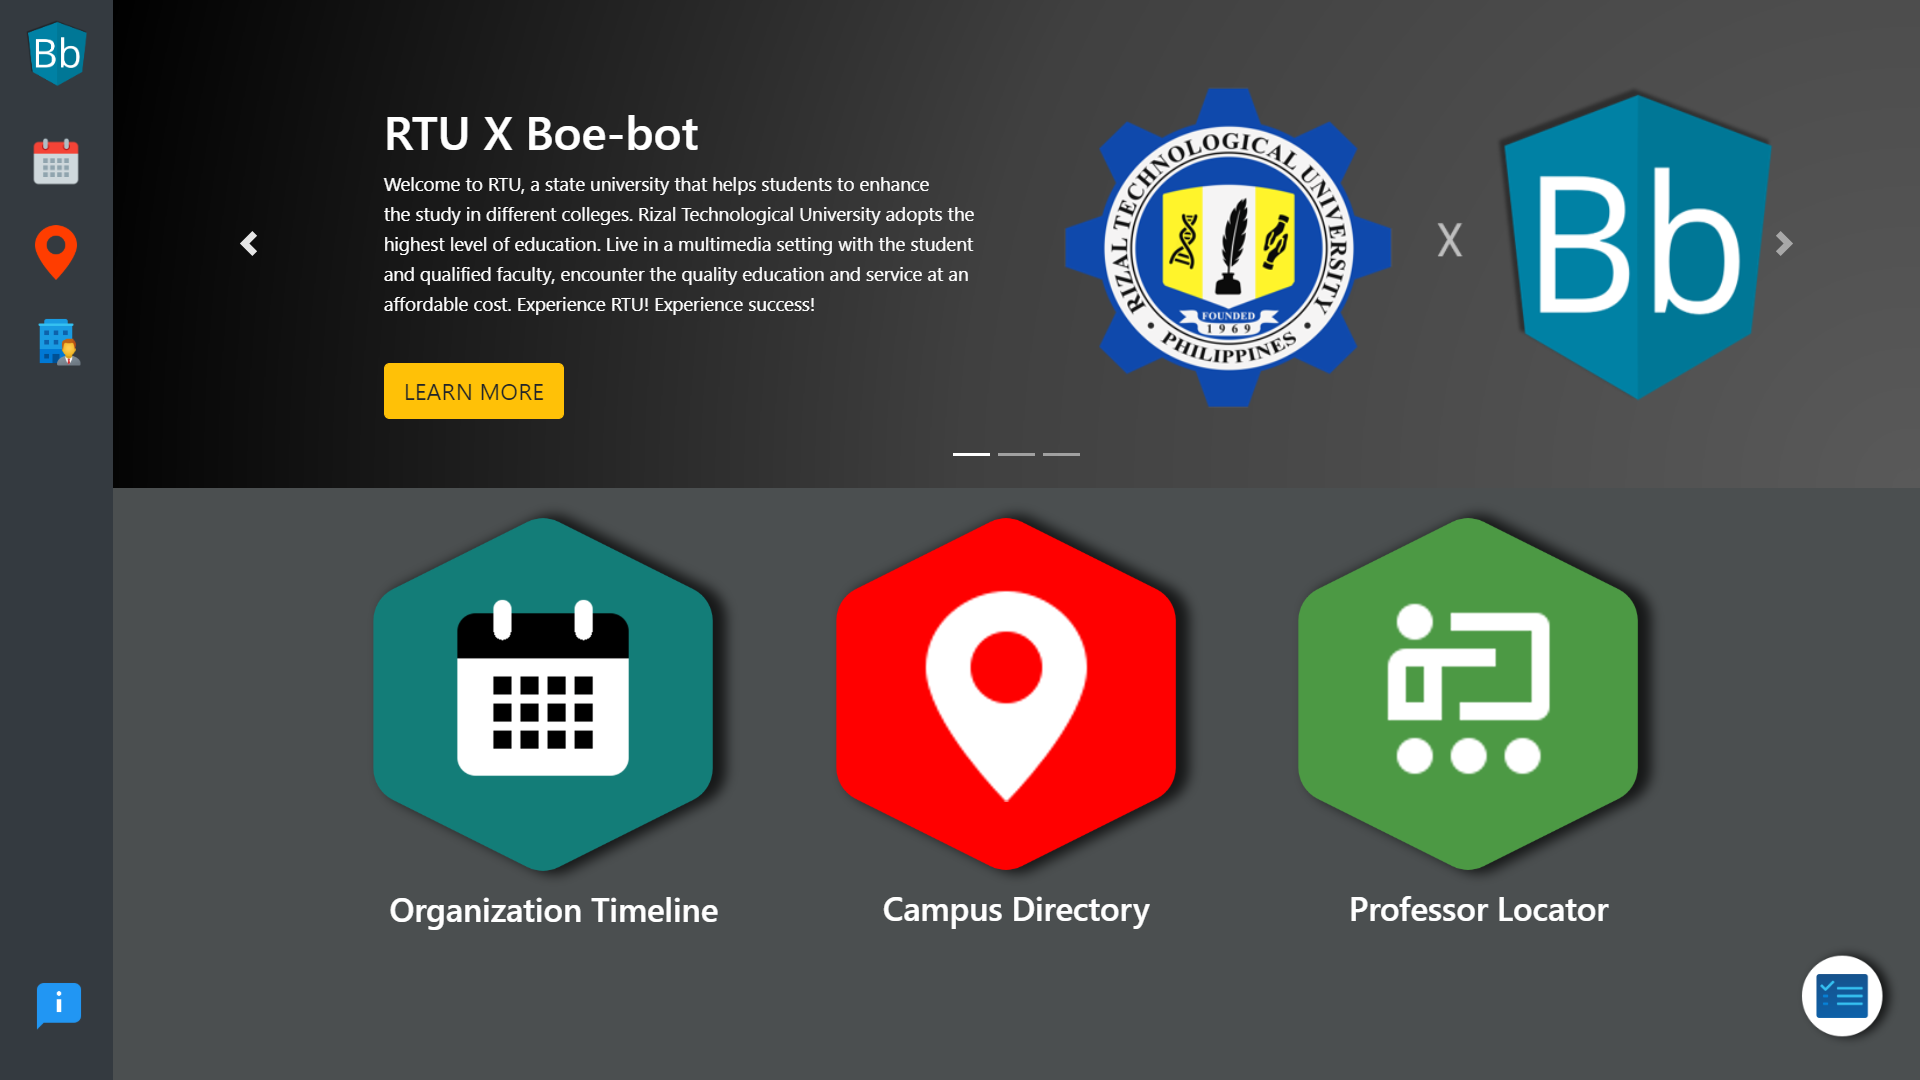 Bb
RTU X Boe-bot
Welcome to RTU, a state university that helps students to enhance
the study in different colleges. Rizal Technological University adopts the
highest level of education. Live in a multimedia setting with the student
and qualified faculty, encounter the quality education and service at an
affordable cost. Experience RTU! Experience success!
LEARN MORE
RIZAL TECHNOLOGICAL UNIVERSITY
FOUNDED
1969
• PHILIPPINES •
X
Bb
Organization Timeline
Campus Directory
Professor Locator
i